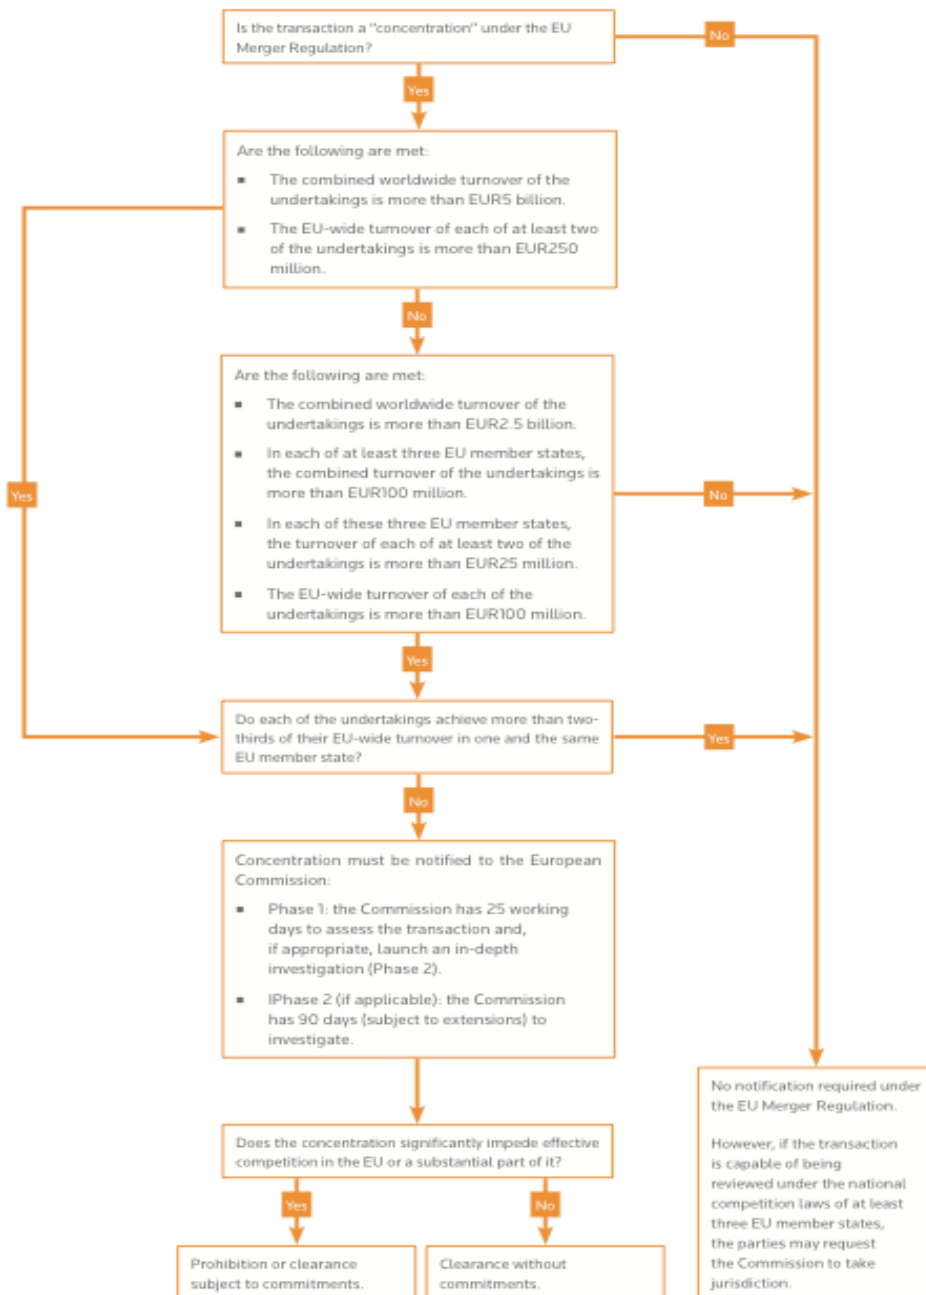 Is the transaction a "concentration" under the EU
Merger Regulation?
No
Yes
Are the following are met:
▪ The combined worldwide turnover of the
undertakings is more than EUR5 billion.
▪ The EU-wide turnover of each of at least two
of the undertakings is more than EUR250
million.
No
Are the following are met:
▪ The combined worldwide turnover of the
undertakings is more than EUR2.5 billion.
▪ In each of at least three EU member states,
the combined turnover of the undertakings is
more than EUR100 million.
▪ In each of these three EU member states,
the turnover of each of at least two of the
undertakings is more than EUR25 million.
▪ The EU-wide turnover of each of the
undertakings is more than EUR100 million.
Yes
No
Yes
Do each of the undertakings achieve more than two-
thirds of their EU-wide turnover in one and the same
EU member state?
Yes
No
Concentration must be notified to the European
Commission:
▪ Phase 1: the Commission has 25 working
days to assess the transaction and,
if appropriate, launch an in-depth
investigation (Phase 2).
▪ IPhase 2 (if applicable): the Commission
has 90 days (subject to extensions) to
investigate.
Does the concentration significantly impede effective
competition in the EU or a substantial part of it?
Yes
No
Prohibition or clearance
subject to commitments.
Clearance without
commitments.
No notification required under
the EU Merger Regulation.
However, if the transaction
is capable of being
reviewed under the national
competition laws of at least
three EU member states,
the parties may request
the Commission to take
jurisdiction.